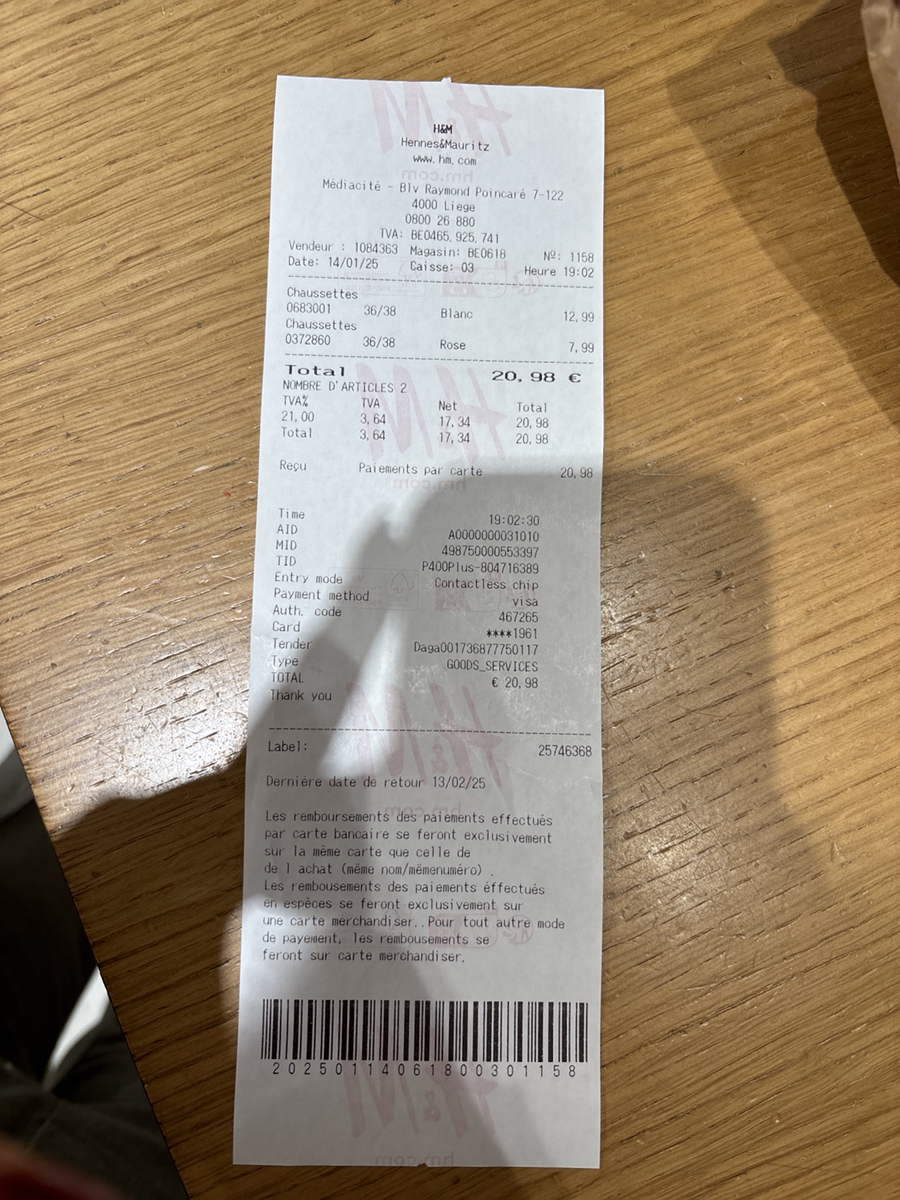 H&M
Hennes&Mauritz
www.hm.com
Médiacité - Blv Raymond Poincaré 7-122
4000 Liege
0800 26 880
TVA: BE0465.925.741
Vendeur : 1084363 Magasin: BE0618 Nº: 1158
Date: 14/01/25 Caisse: 03 Heure 19:02
Chaussettes
0683001 36/38 Blanc 12,99
Chaussettes
0372860 36/38 Rose 7,99
Total 20,98 €
NOMBRE D'ARTICLES 2
TVA% TVA Net Total
21,00 3,64 17,34 20,98
Total 3,64 17,34 20,98
Reçu Paiements par carte 20,98
Time 19:02:30
AID A0000000031010
MID 498750000553397
TID P400Plus-804716389
Entry mode Contactless chip
Payment method visa
Auth. code 467265
Card ****1961
Tender Daga001736877750117
Type GOODS_SERVICES
TOTAL € 20,98
Thank you
Label: 25746368
Dernière date de retour 13/02/25
Les remboursements des paiements effectués
par carte bancaire se feront exclusivement
sur la même carte que celle de
de l achat (même nom/mêmenuméro) .
Les rembousements des paiements éffectués
en espèces se feront exclusivement sur
une carte merchandiser..Pour tout autre mode
de payement, les rembousements se
feront sur carte merchandiser.
2025011406180030115​8